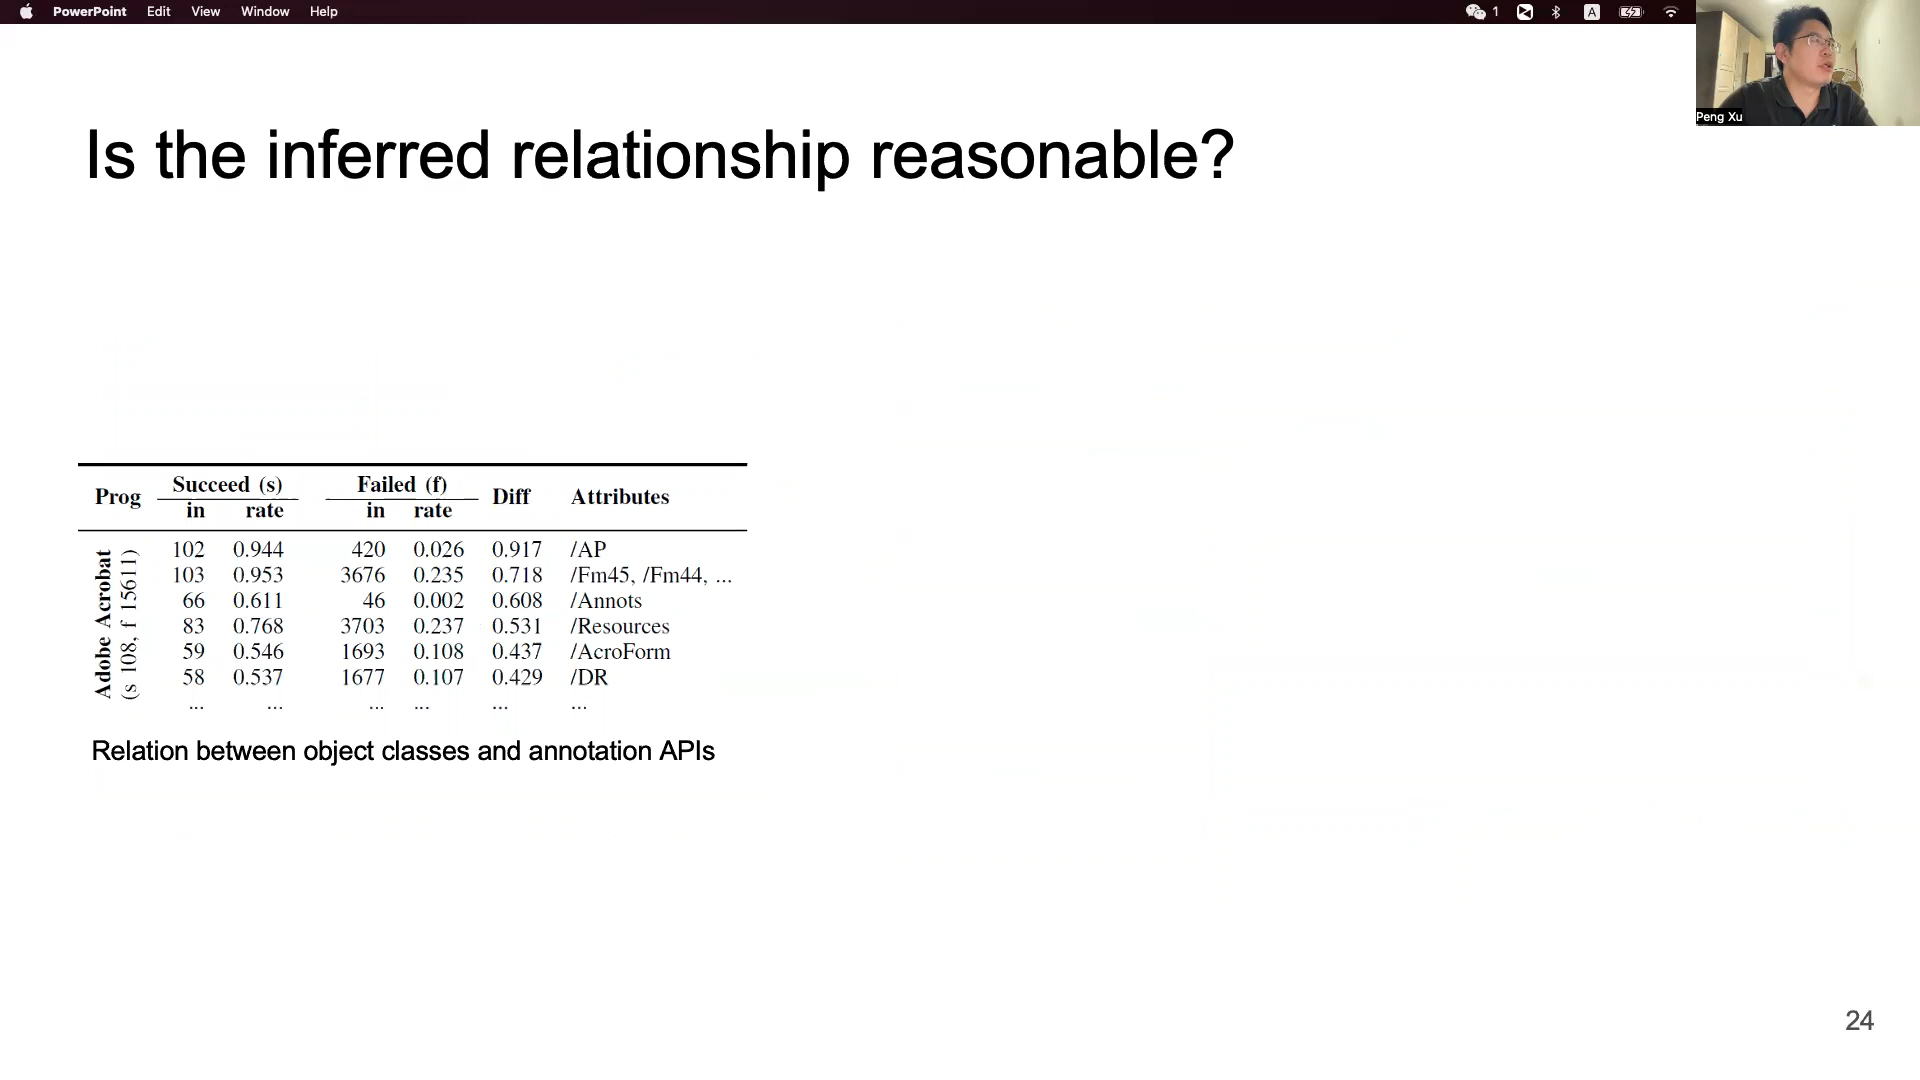 PowerPoint Edit View Window Help 1 A
Peng Xu
Is the inferred relationship reasonable?
Prog Succeed (s) Failed (f) Diff Attributes
in rate in rate
Adobe Acrobat
(s 108, f 15611)
102 0.944 420 0.026 0.917 /AP
103 0.953 3676 0.235 0.718 /Fm45, /Fm44, ...
66 0.611 46 0.002 0.608 /Annots
83 0.768 3703 0.237 0.531 /Resources
59 0.546 1693 0.108 0.437 /AcroForm
58 0.537 1677 0.107 0.429 /DR
... ... ... ... ... ...
Relation between object classes and annotation APIs
24